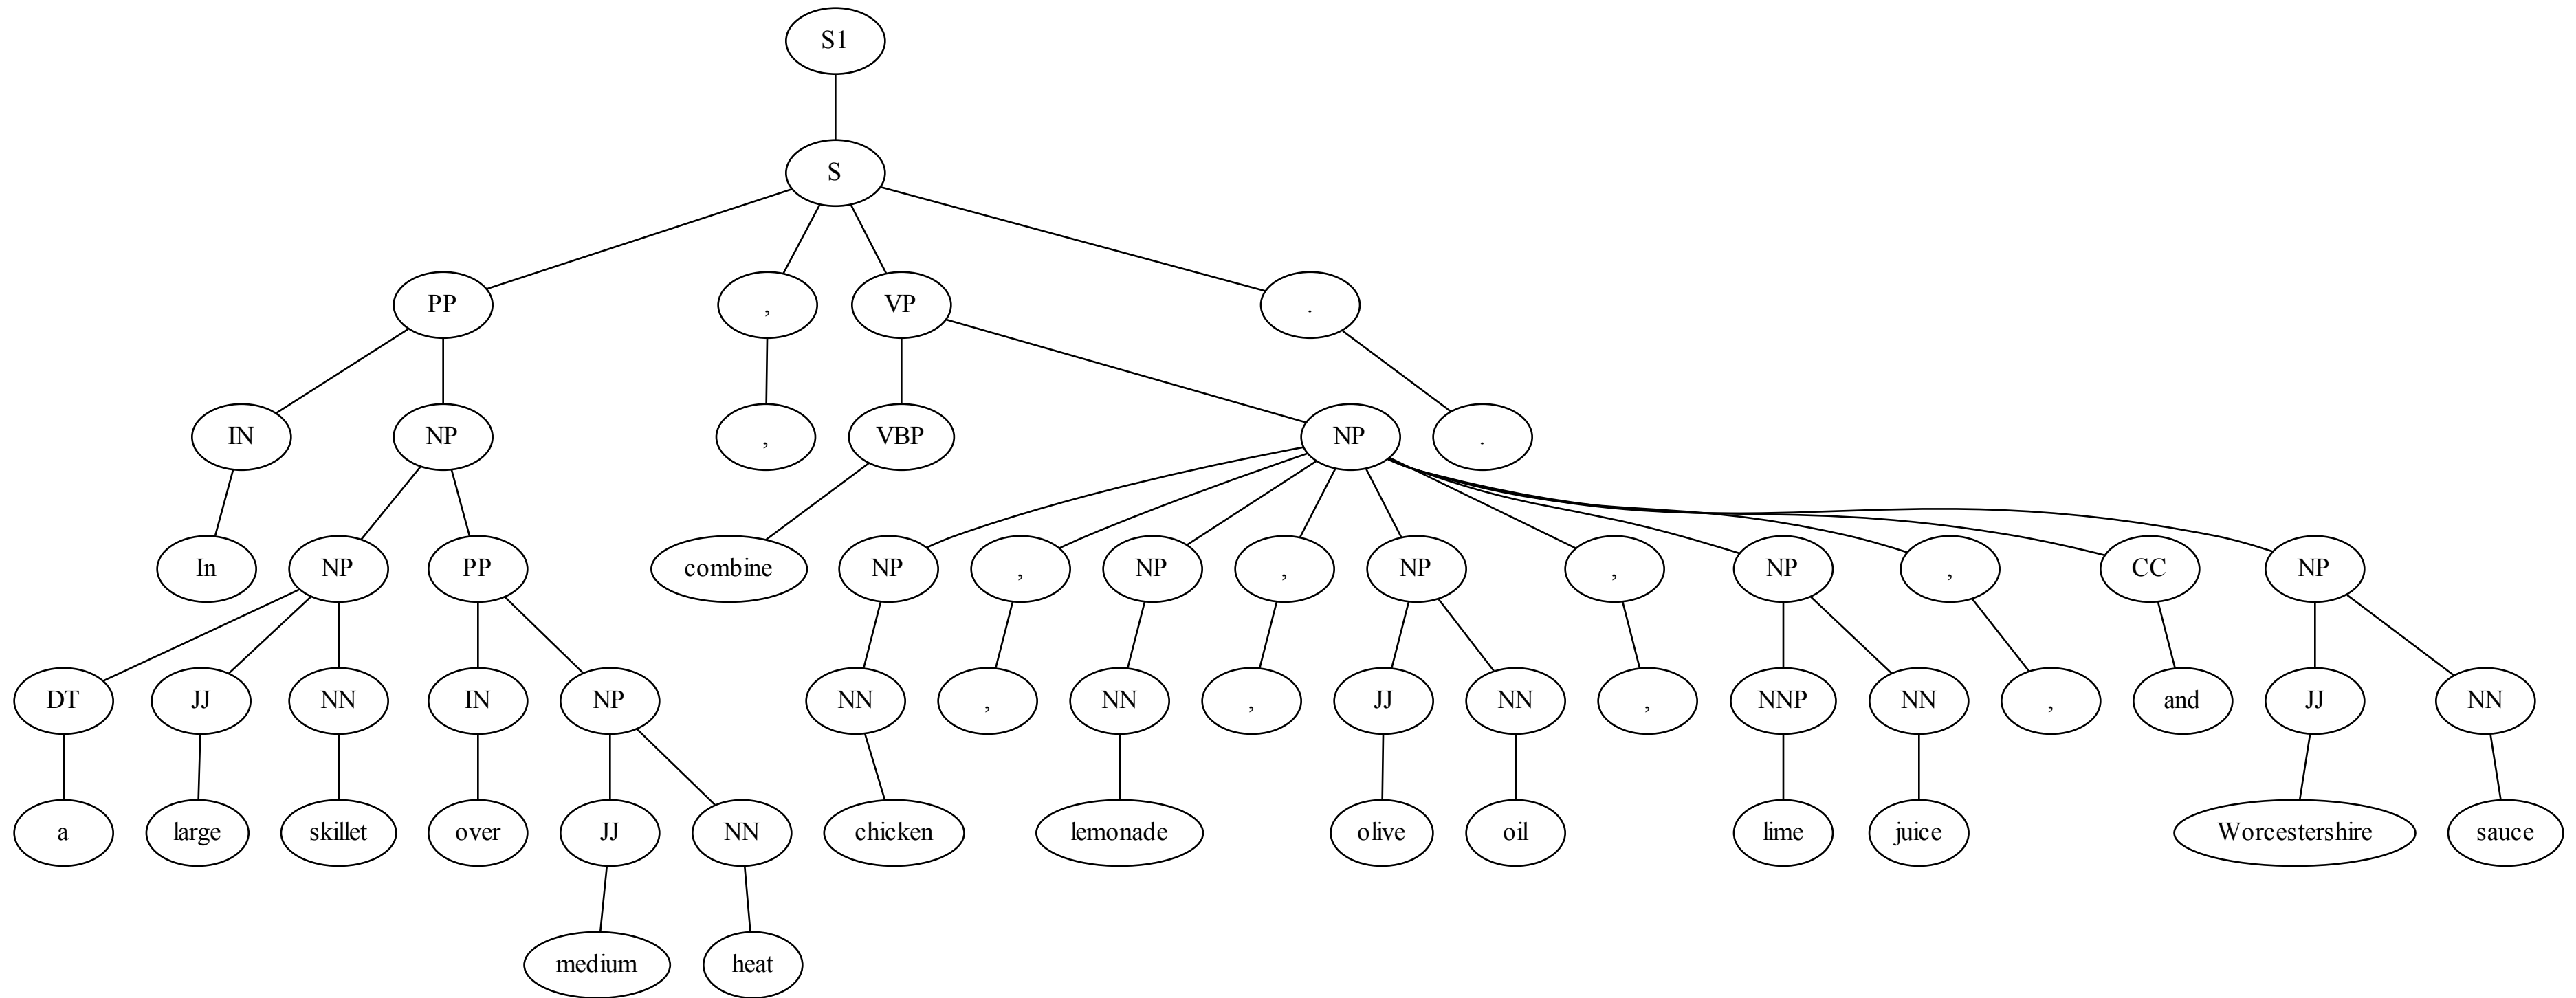 S1
S
PP , VP .
IN NP , VBP NP .
In NP PP combine NP , NP , NP , NP , CC NP
DT JJ NN IN NP NN , NN , JJ NN , NNP NN , and JJ NN
a large skillet over JJ NN chicken lemonade olive oil lime juice Worcestershire sauce
medium heat